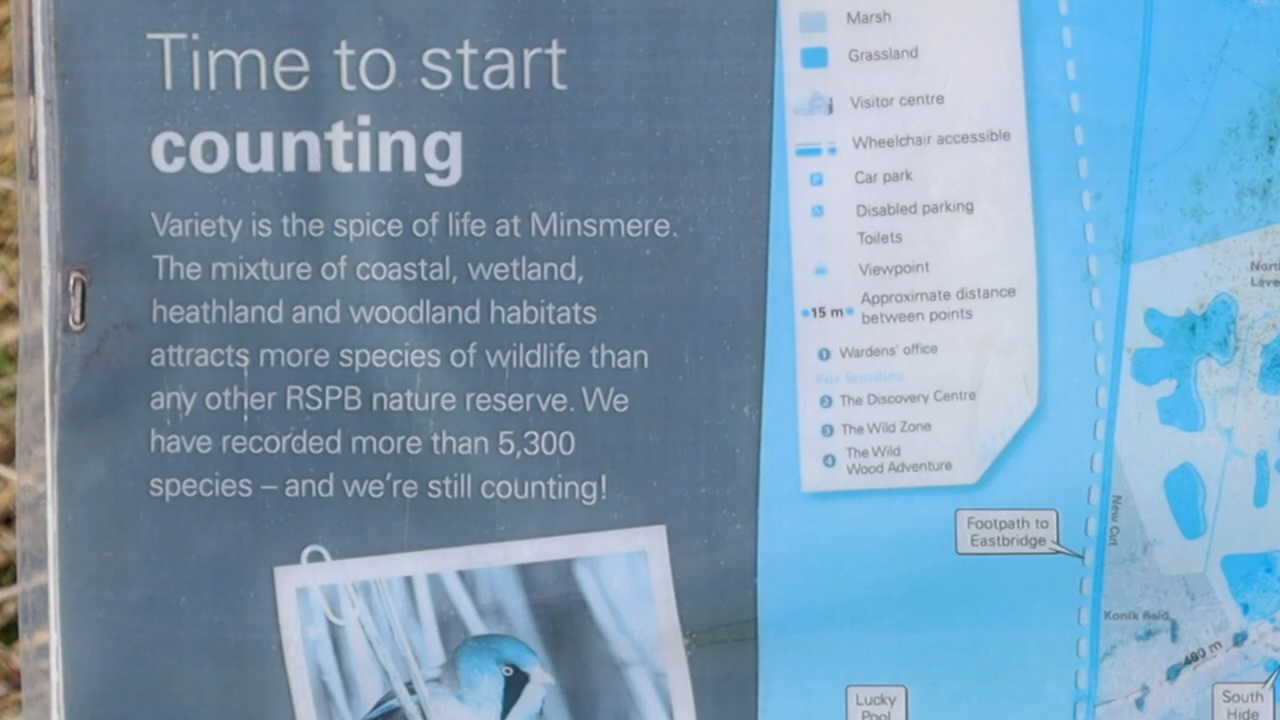 Time to start
counting
Variety is the spice of life at Minsmere.
The mixture of coastal, wetland,
heathland and woodland habitats
attracts more species of wildlife than
any other RSPB nature reserve. We
have recorded more than 5,300
species – and we're still counting!
Marsh
Grassland
Visitor centre
Wheelchair accessible
P Car park
Disabled parking
Toilets
Viewpoint
15 m Approximate distance
between points
1 Wardens' office
For families
2 The Discovery Centre
3 The Wild Zone
4 The Wild
Wood Adventure
Footpath to
Eastbridge
New Cut
Konik field
400 m
Lucky
Pool
South
Hide